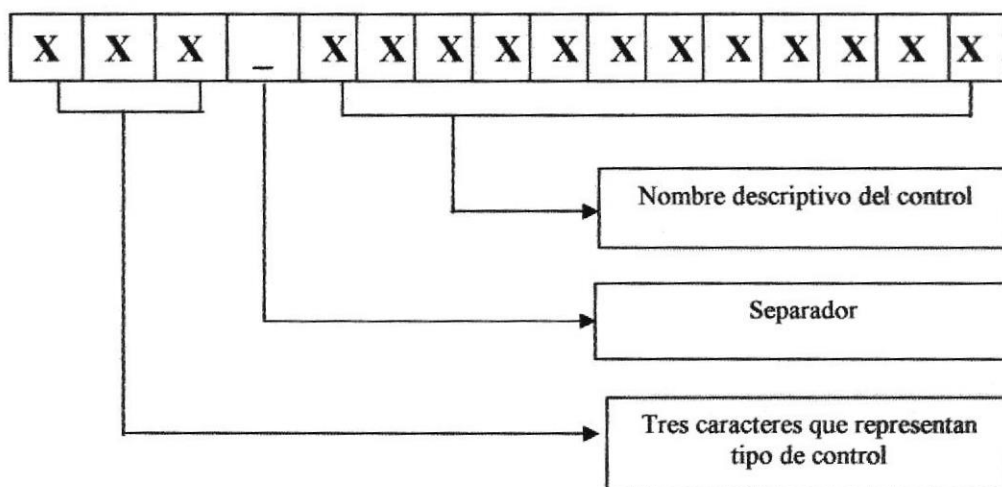 X X X _ X X X X X X X X X X X X
Nombre descriptivo del control
Separador
Tres caracteres que representan
tipo de control